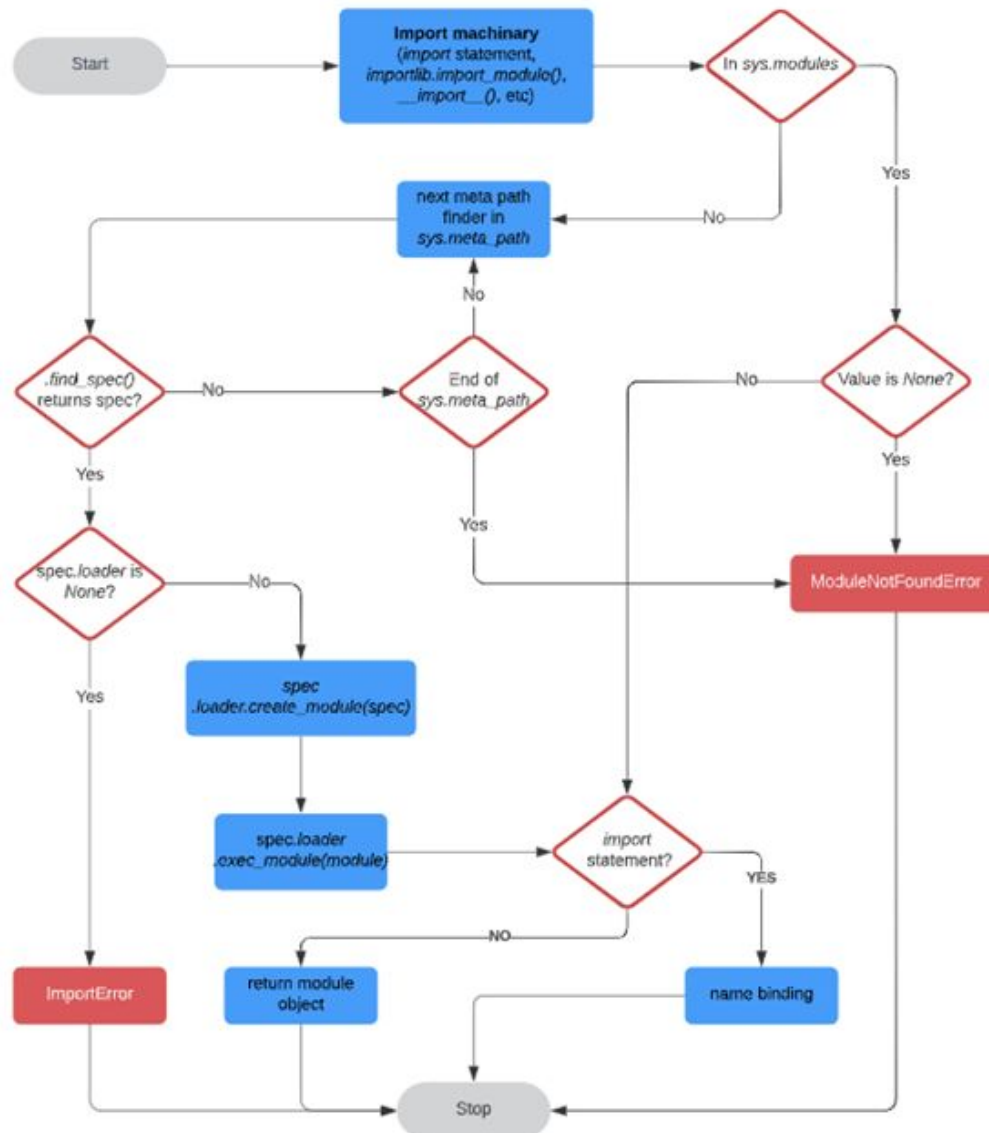 Start
Import machinary
(import statement,
importlib.import_module(),
__import__(), etc)
In sys.modules
Yes
No
next meta path
finder in
sys.meta_path
No
.find_spec()
returns spec?
No
End of
sys.meta_path
No
Value is None?
Yes
Yes
Yes
spec.loader is
None?
No
ModuleNotFoundError
spec
.loader.create_module(spec)
Yes
spec.loader
.exec_module(module)
import
statement?
YES
NO
ImportError
return module
object
name binding
Stop